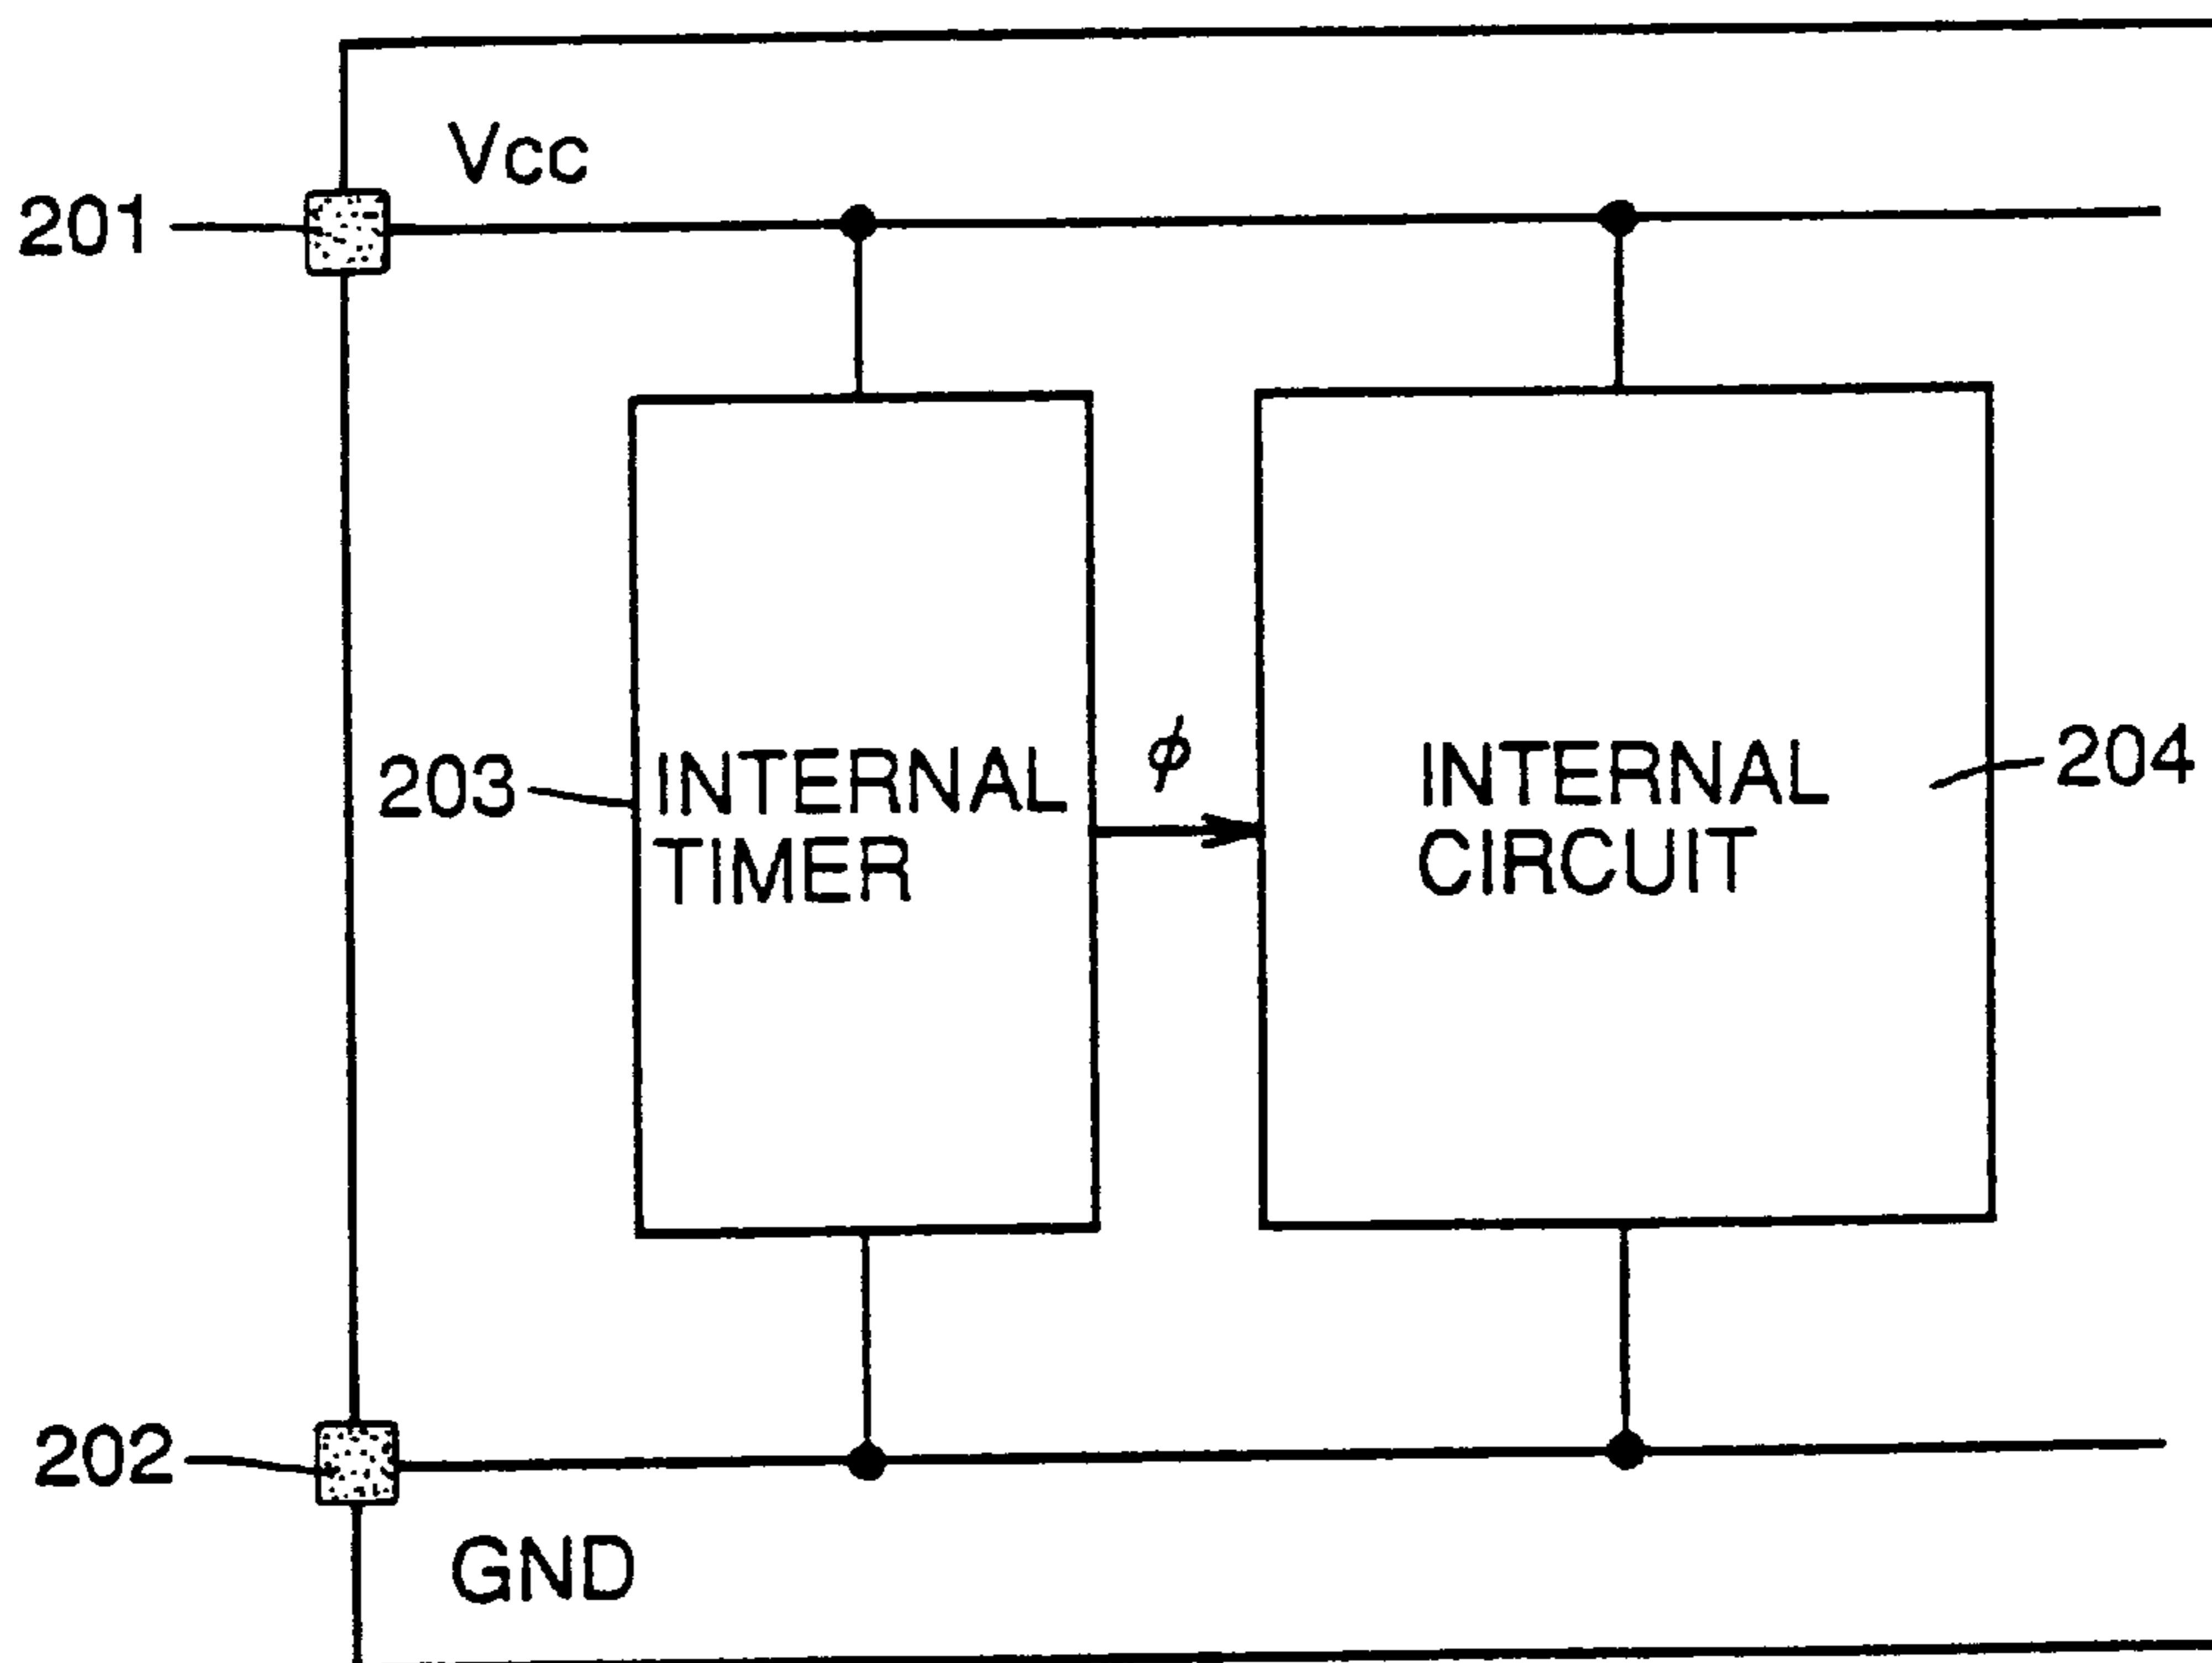 Vcc
201
203
INTERNAL
TIMER
ϕ
INTERNAL
CIRCUIT
204
202
GND